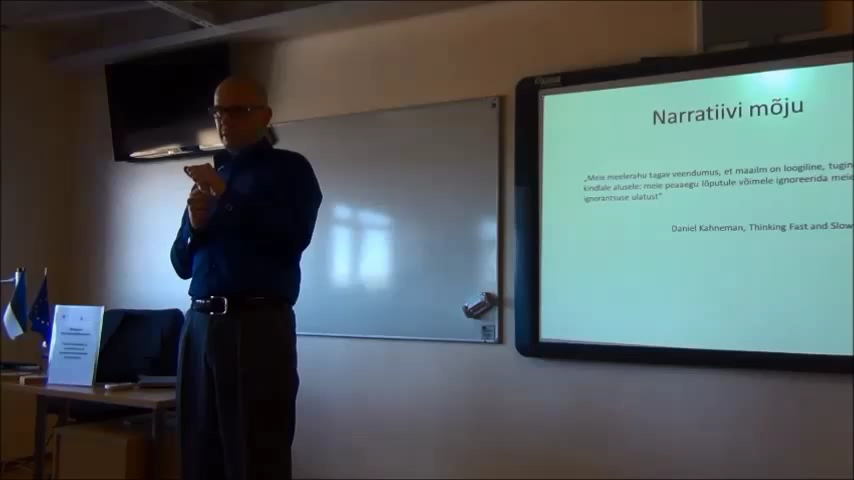 Narratiivi mõju
„Meie meelerahu tagav veendumus, et maailm on loogiline, tugin
kindlale alusele: meie peaaegu lõputule võimele ignoreerida meie
ignorantsuse ulatust”
Daniel Kahneman, Thinking Fast and Slow